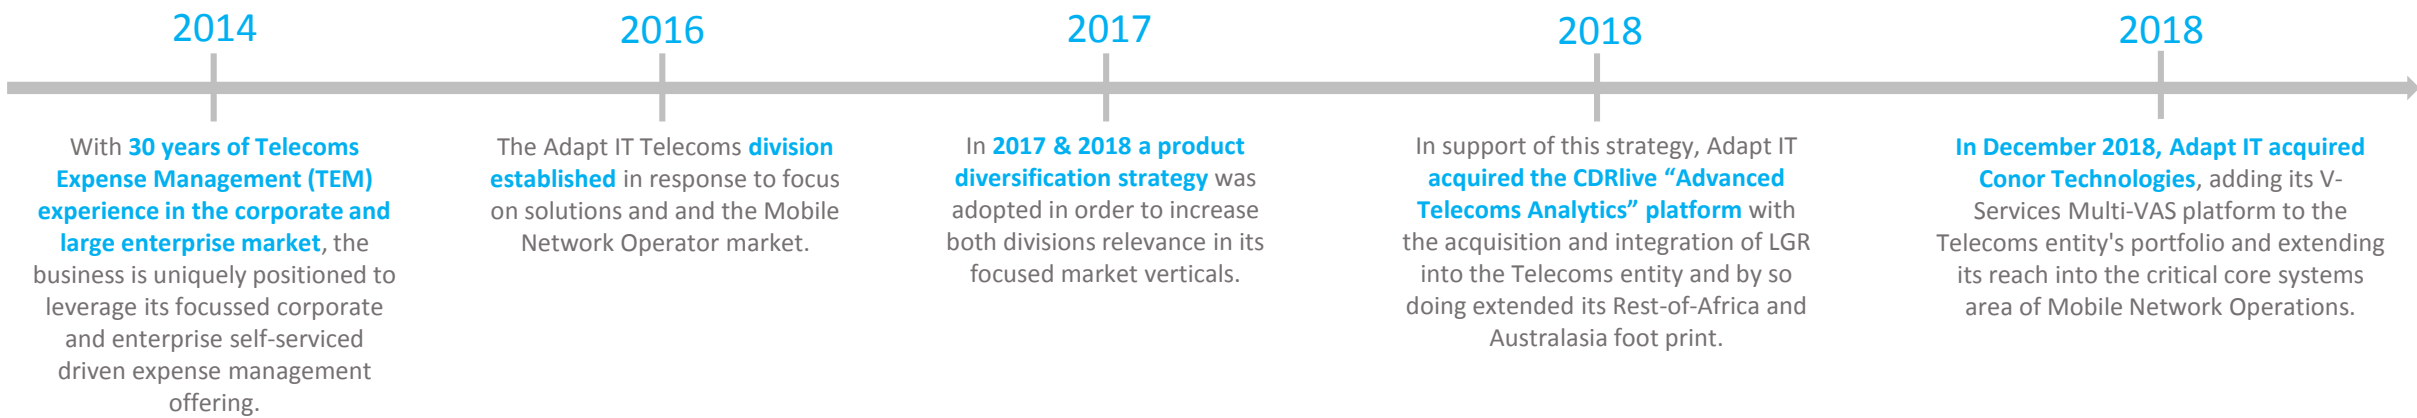 2014
With 30 years of Telecoms
Expense Management (TEM)
experience in the corporate and
large enterprise market, the
business is uniquely positioned to
leverage its focussed corporate
and enterprise self-serviced
driven expense management
offering.
2016
The Adapt IT Telecoms division
established in response to focus
on solutions and and the Mobile
Network Operator market.
2017
In 2017 & 2018 a product
diversification strategy was
adopted in order to increase
both divisions relevance in its
focused market verticals.
2018
In support of this strategy, Adapt IT
acquired the CDRlive “Advanced
Telecoms Analytics” platform with
the acquisition and integration of LGR
into the Telecoms entity and by so
doing extended its Rest-of-Africa and
Australasia foot print.
2018
In December 2018, Adapt IT acquired
Conor Technologies, adding its V-
Services Multi-VAS platform to the
Telecoms entity's portfolio and extending
its reach into the critical core systems
area of Mobile Network Operations.